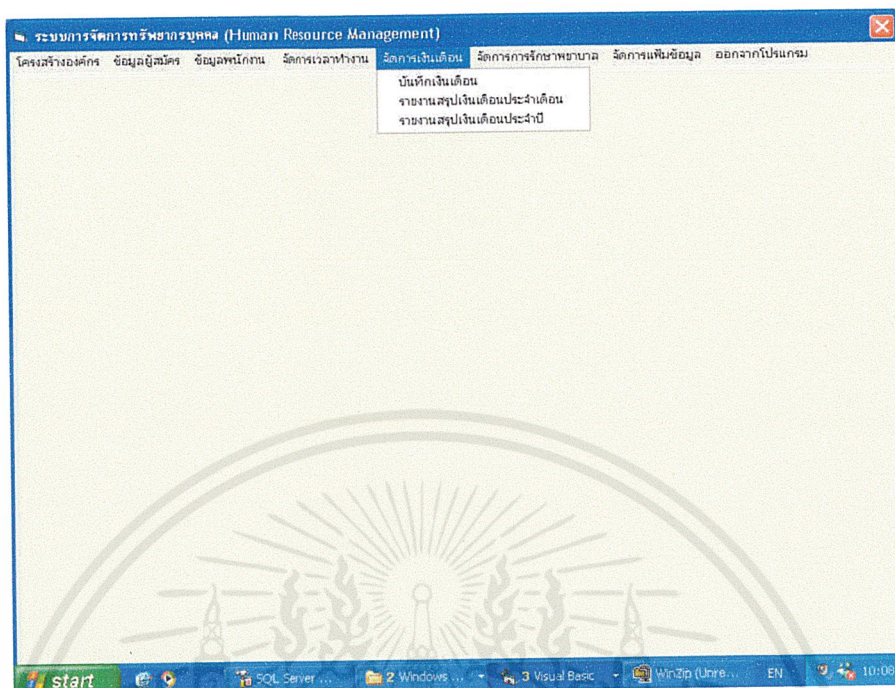 ระบบการจัดการทรัพยากรบุคคล (Human Resource Management)
โครงสร้างองค์กร ข้อมูลผู้สมัคร ข้อมูลพนักงาน จัดการเวลาทำงาน จัดการเงินเดือน จัดการการรักษาพยาบาล จัดการแฟ้มข้อมูล ออกจากโปรแกรม
บันทึกเงินเดือน
รายงานสรุปเงินเดือนประจำเดือน
รายงานสรุปเงินเดือนประจำปี
start SQL Server ... 2 Windows ... 3 Visual Basic WinZip (Unre... EN 10:08